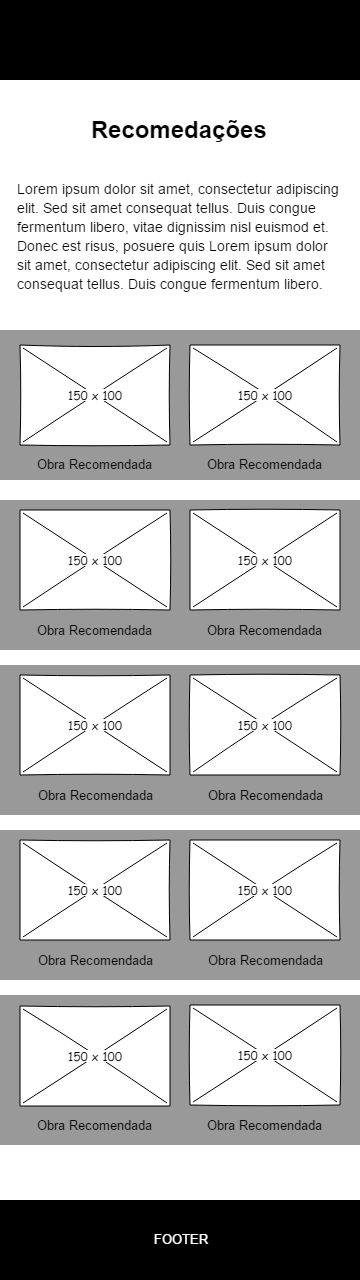 Recomedações
Lorem ipsum dolor sit amet, consectetur adipiscing
elit. Sed sit amet consequat tellus. Duis congue
fermentum libero, vitae dignissim nisl euismod et.
Donec est risus, posuere quis Lorem ipsum dolor
sit amet, consectetur adipiscing elit. Sed sit amet
consequat tellus. Duis congue fermentum libero.
150 x 100
150 x 100
Obra Recomendada
Obra Recomendada
150 x 100
150 x 100
Obra Recomendada
Obra Recomendada
150 x 100
150 x 100
Obra Recomendada
Obra Recomendada
150 x 100
150 x 100
Obra Recomendada
Obra Recomendada
150 x 100
150 x 100
Obra Recomendada
Obra Recomendada
FOOTER